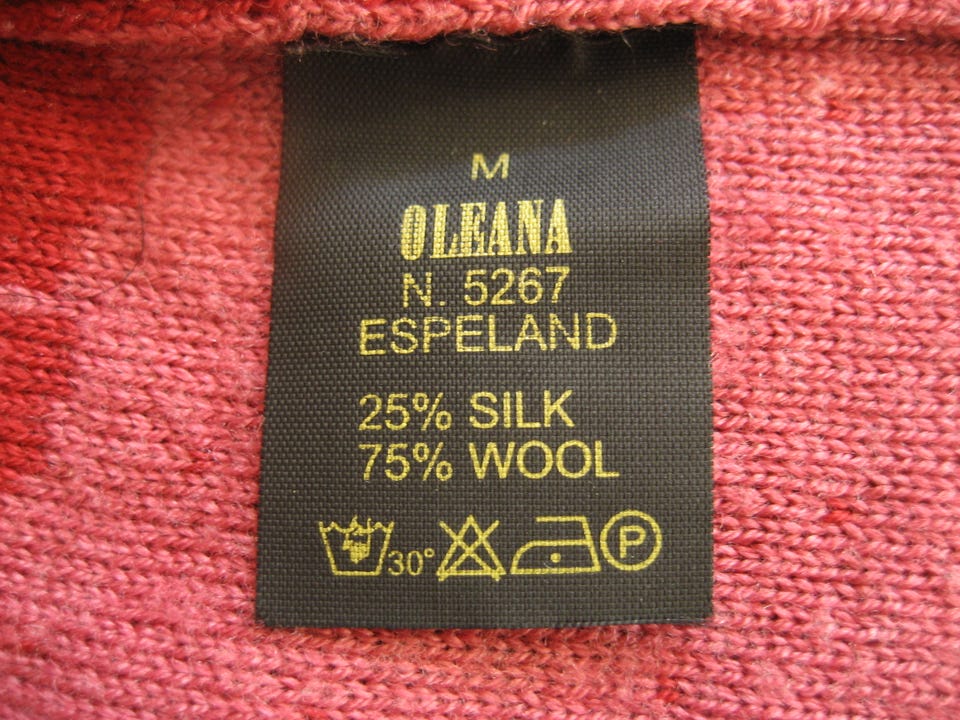 M
OLEANA
N. 5267
ESPELAND
25% SILK
75% WOOL
30° P